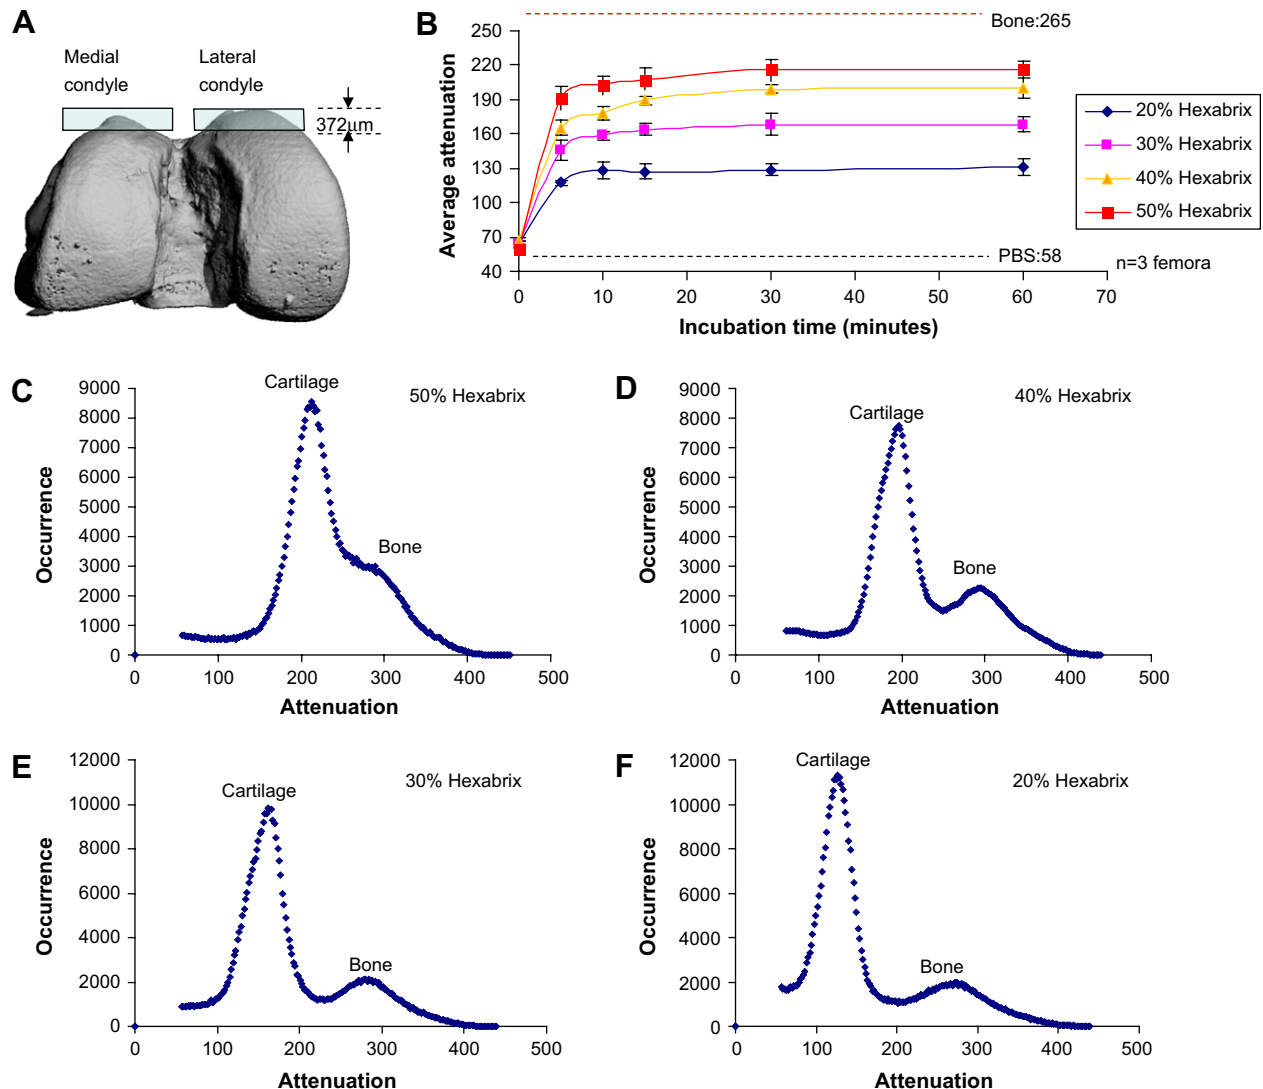 A
Medial
condyle
Lateral
condyle
372μm
B
Average attenuation
250
220
190
160
130
100
70
40
0
10
20
30
40
50
60
70
Incubation time (minutes)
Bone:265
PBS:58
n=3 femora
20% Hexabrix
30% Hexabrix
40% Hexabrix
50% Hexabrix
C
50% Hexabrix
Cartilage
Bone
Occurrence
9000
8000
7000
6000
5000
4000
3000
2000
1000
0
0
100
200
300
400
500
Attenuation
D
40% Hexabrix
Cartilage
Bone
Occurrence
9000
8000
7000
6000
5000
4000
3000
2000
1000
0
0
100
200
300
400
500
Attenuation
E
30% Hexabrix
Cartilage
Bone
Occurrence
12000
10000
8000
6000
4000
2000
0
0
100
200
300
400
500
Attenuation
F
20% Hexabrix
Cartilage
Bone
Occurrence
12000
10000
8000
6000
4000
2000
0
0
100
200
300
400
500
Attenuation